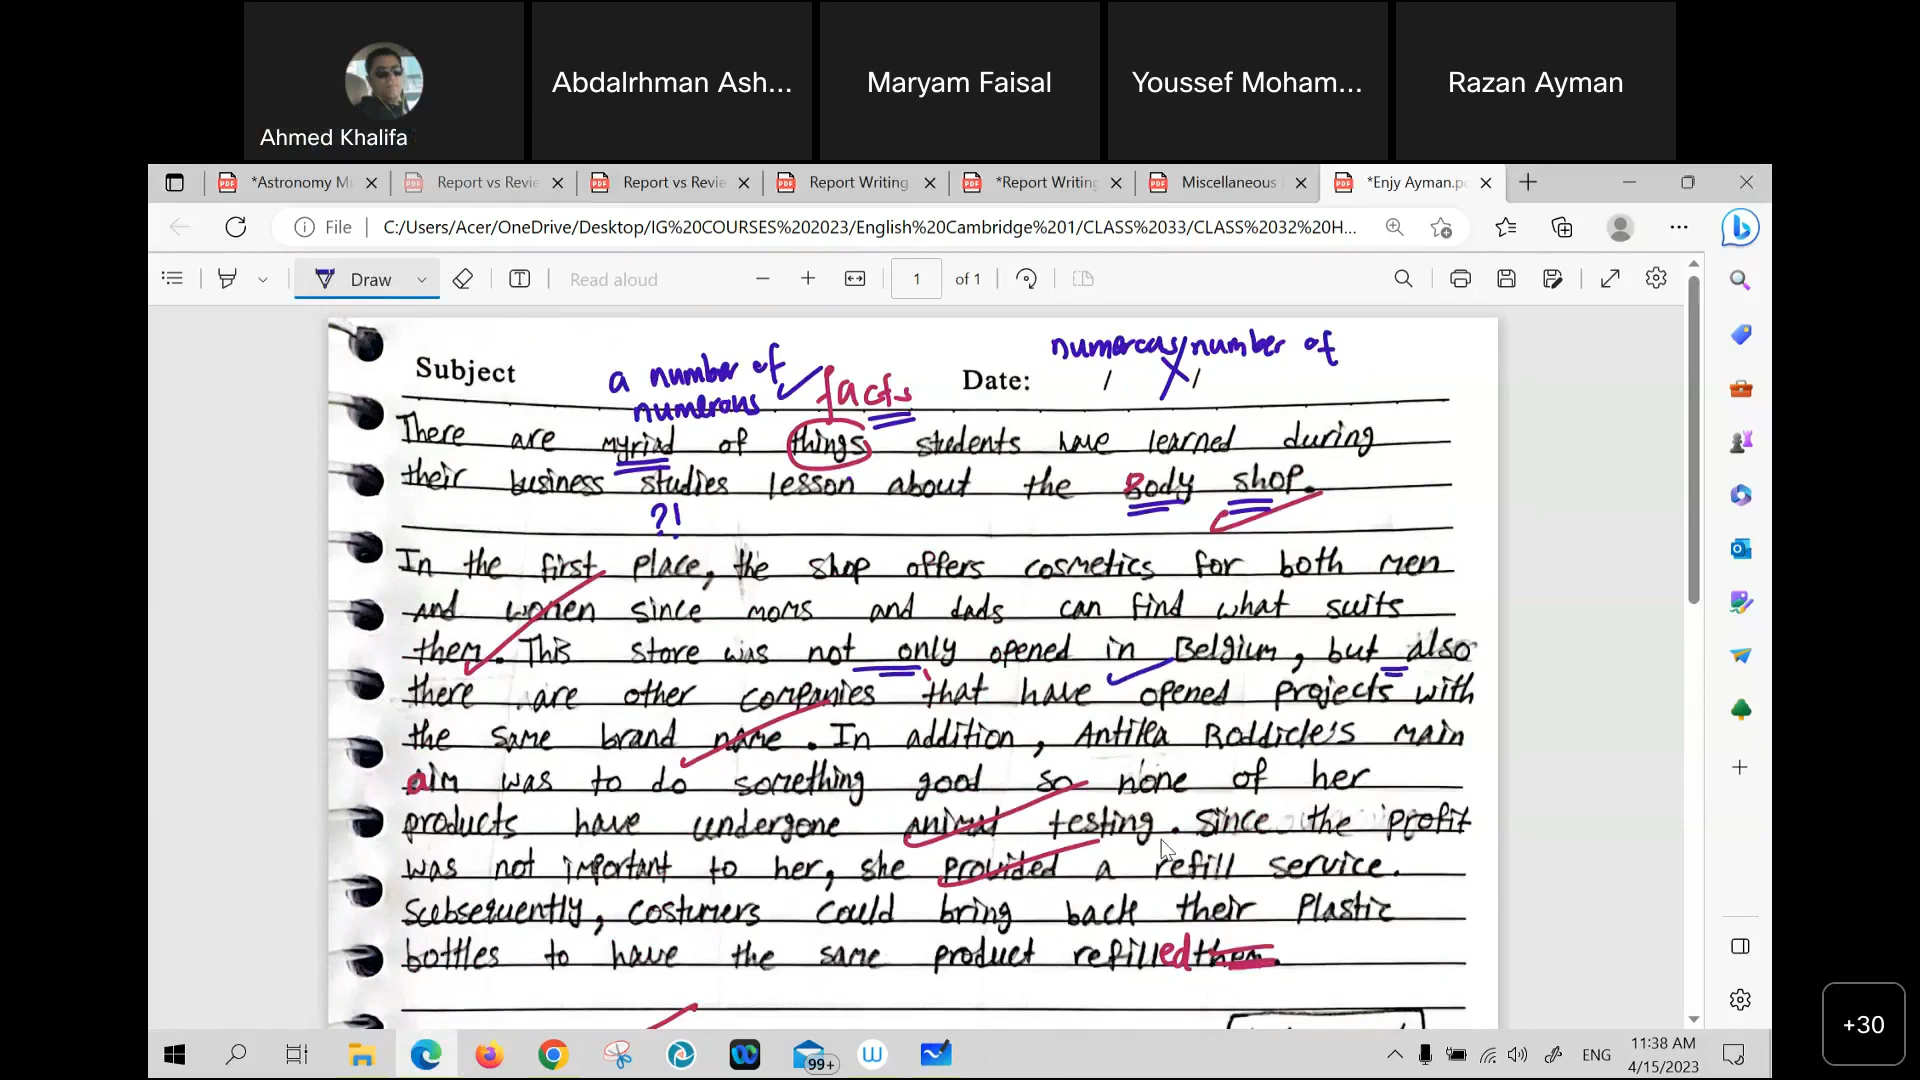 Abdalrhman Ash... Maryam Faisal Youssef Moham... Razan Ayman
Ahmed Khalifa
*Astronomy M Report vs Revie Report vs Revie Report Writing *Report Writing Miscellaneous *Enjy Ayman.p
File C:/Users/Acer/OneDrive/Desktop/IG%20COURSES%202023/English%20Cambridge%201/CLASS%2033/CLASS%2032%20H...
Draw Read aloud 1 of 1
numerous/number of
Subject a number of facts Date: / /
numerous
There are myriad of things students have learned during
their business studies lesson about the Body shop.
?!
In the first place, the shop offers cosmetics for both men
and women since moms and dads can find what suits
them. This store was not only opened in Belgium, but also
there are other companies that have opened projects with
the same brand name. In addition, Roddicle's main
aim was to do something good so none of her
products have undergone animal testing. Since the profit
was not important to her, she provided a refill service.
Subsequently, costumers could bring back their Plastic
bottles to have the same product refilled them.
+30
99+
ENG
11:38 AM
4/15/2023